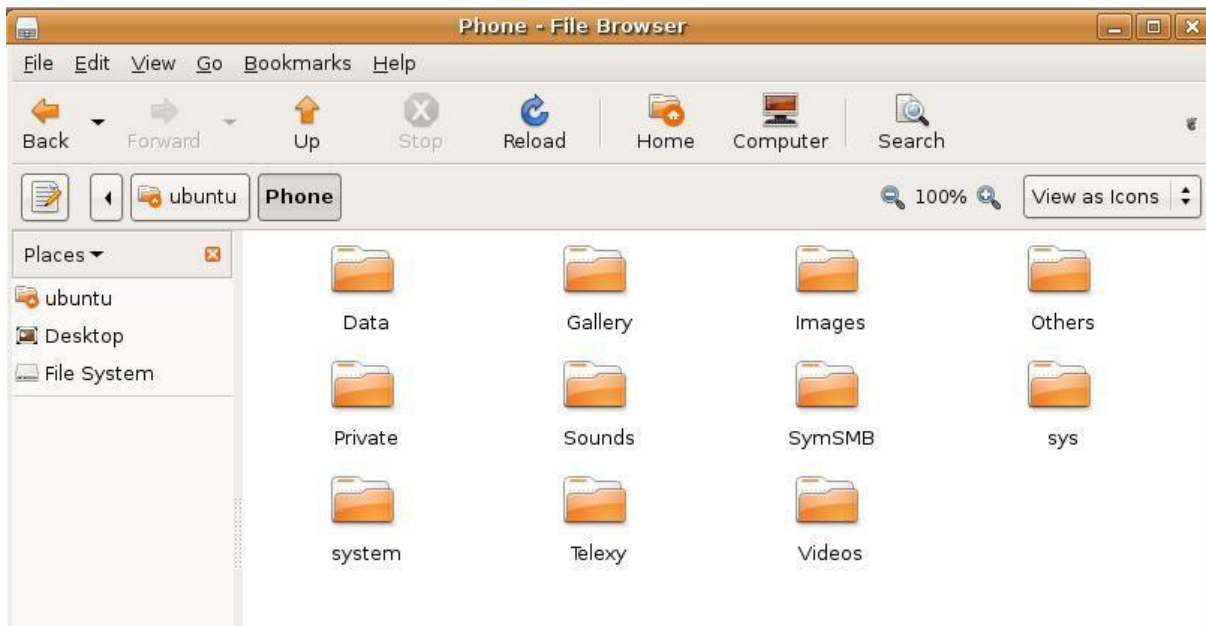 Phone - File Browser
File Edit View Go Bookmarks Help
Back Forward Up Stop Reload Home Computer Search
ubuntu Phone 100% View as Icons
Places
ubuntu
Desktop
File System
Data Gallery Images Others
Private Sounds SymSMB sys
system Telexy Videos